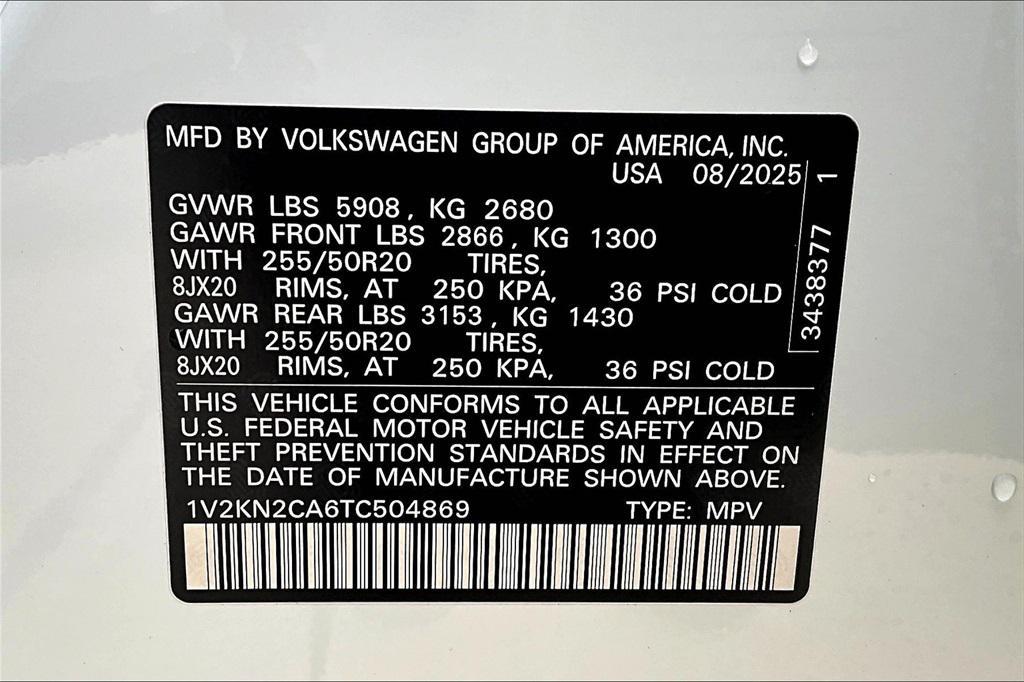 MFD BY VOLKSWAGEN GROUP OF AMERICA, INC.
USA 08/2025
GVWR LBS 5908, KG 2680
GAWR FRONT LBS 2866, KG 1300
WITH 255/50R20 TIRES,
8JX20 RIMS, AT 250 KPA, 36 PSI COLD
GAWR REAR LBS 3153, KG 1430
WITH 255/50R20 TIRES,
8JX20 RIMS, AT 250 KPA, 36 PSI COLD
3438377 1
THIS VEHICLE CONFORMS TO ALL APPLICABLE
U.S. FEDERAL MOTOR VEHICLE SAFETY AND
THEFT PREVENTION STANDARDS IN EFFECT ON
THE DATE OF MANUFACTURE SHOWN ABOVE.
1V2KN2CA6TC504869 TYPE: MPV